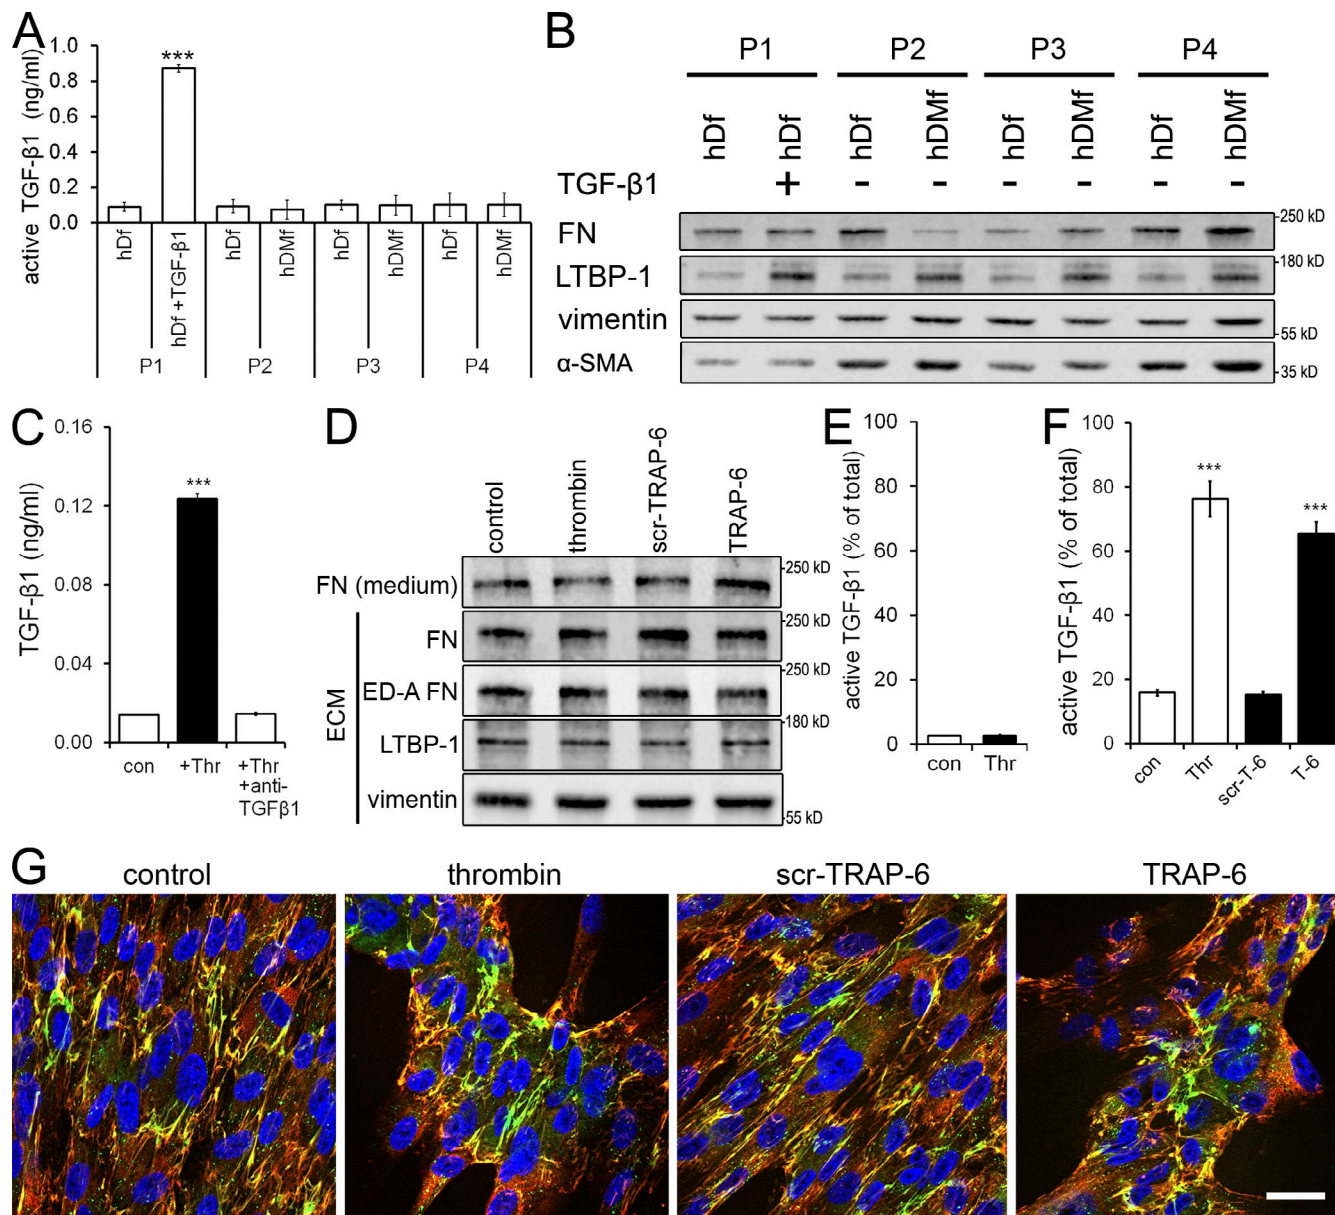 A
active TGF-β1 (ng/ml)
1.0
0.8
0.6
0.4
0.2
0.0
***
hDf
hDf +TGF-β1
hDf
hDMf
hDf
hDMf
hDf
hDMf
P1 P2 P3 P4
B
P1 P2 P3 P4
hDf hDf hDf hDMf hDf hDMf hDf hDMf
TGF-β1 + - - - - - -
FN
250 kD
LTBP-1
180 kD
vimentin
55 kD
α-SMA
35 kD
C
TGF-β1 (ng/ml)
0.16
0.12
0.08
0.04
0.00
***
con +Thr +Thr
+anti-
TGFβ1
D
control thrombin scr-TRAP-6 TRAP-6
FN (medium)
250 kD
ECM
FN
250 kD
ED-A FN
250 kD
LTBP-1
180 kD
vimentin
55 kD
E
active TGF-β1 (% of total)
100
80
60
40
20
0
con Thr
F
active TGF-β1 (% of total)
100
80
60
40
20
0
***
***
con Thr scr-T-6 T-6
G
control thrombin scr-TRAP-6 TRAP-6